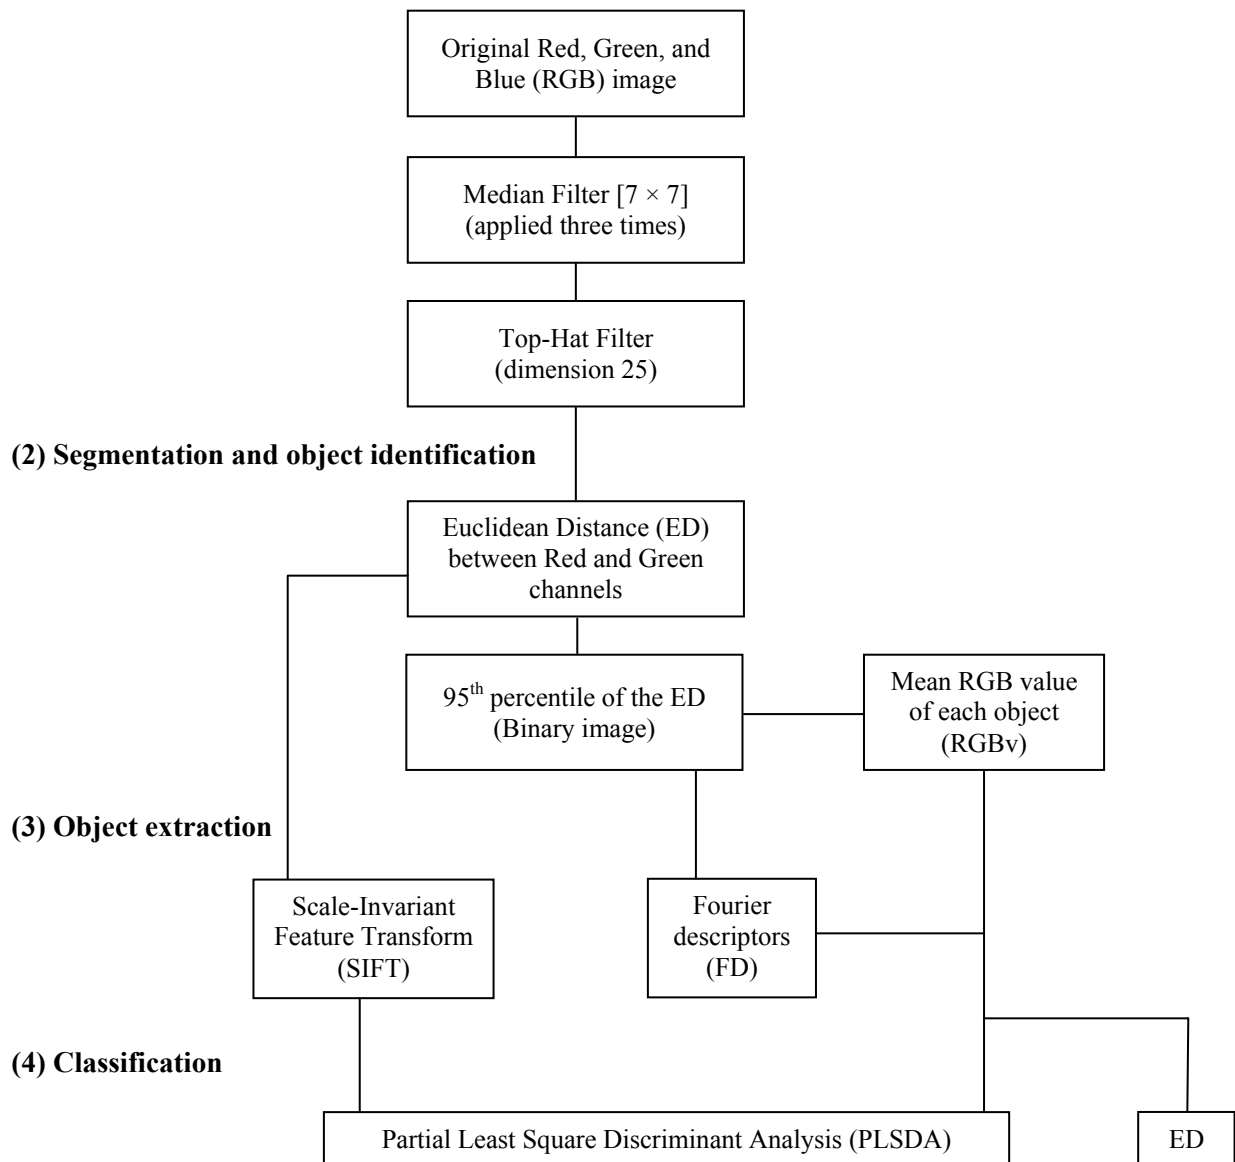 Original Red, Green, and
Blue (RGB) image
Median Filter [7 × 7]
(applied three times)
Top-Hat Filter
(dimension 25)
(2) Segmentation and object identification
Euclidean Distance (ED)
between Red and Green
channels
95th percentile of the ED
(Binary image)
Mean RGB value
of each object
(RGBv)
(3) Object extraction
Scale-Invariant
Feature Transform
(SIFT)
Fourier
descriptors
(FD)
(4) Classification
Partial Least Square Discriminant Analysis (PLSDA)
ED